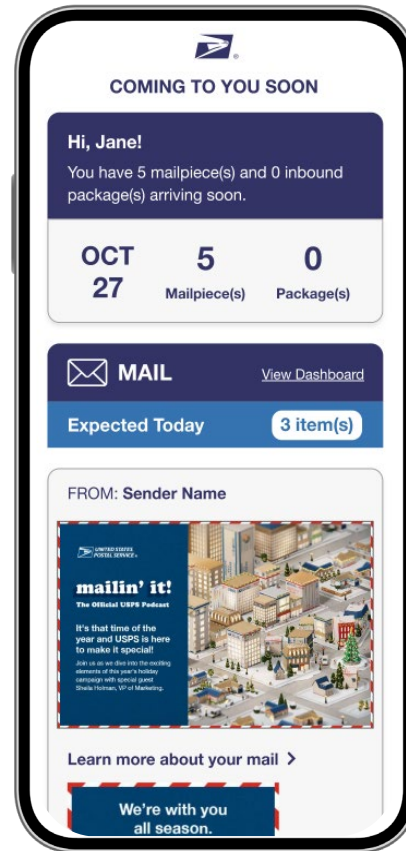 COMING TO YOU SOON
Hi, Jane!
You have 5 mailpiece(s) and 0 inbound
package(s) arriving soon.
OCT
27
5
Mailpiece(s)
0
Package(s)
MAIL
View Dashboard
Expected Today
3 item(s)
FROM: Sender Name
UNITED STATES
POSTAL SERVICE®
mailin' it!
The Official USPS Podcast
It's that time of the
year and USPS is here
to make it special!
Join us as we dive into the exciting
elements of this year's holiday
campaign with special guest
Sheila Holman, VP of Marketing.
Learn more about your mail >
We're with you
all season.